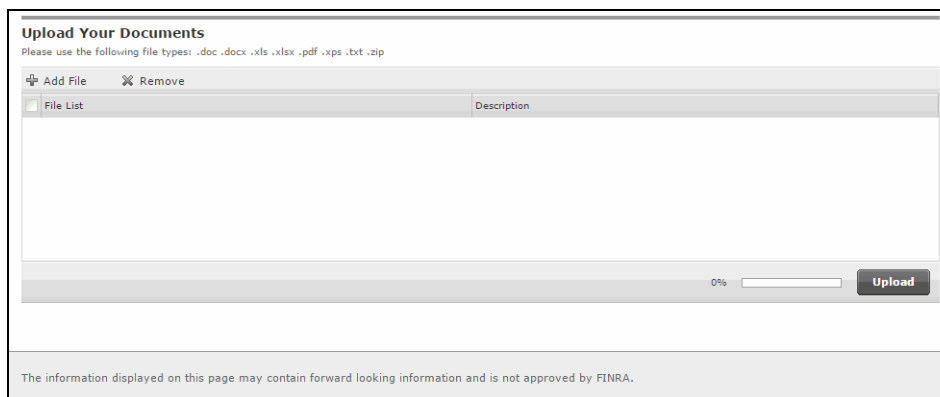 Upload Your Documents
Please use the following file types: .doc .docx .xls .xlsx .pdf .xps .txt .zip
Add File Remove
File List Description
0% Upload
The information displayed on this page may contain forward looking information and is not approved by FINRA.